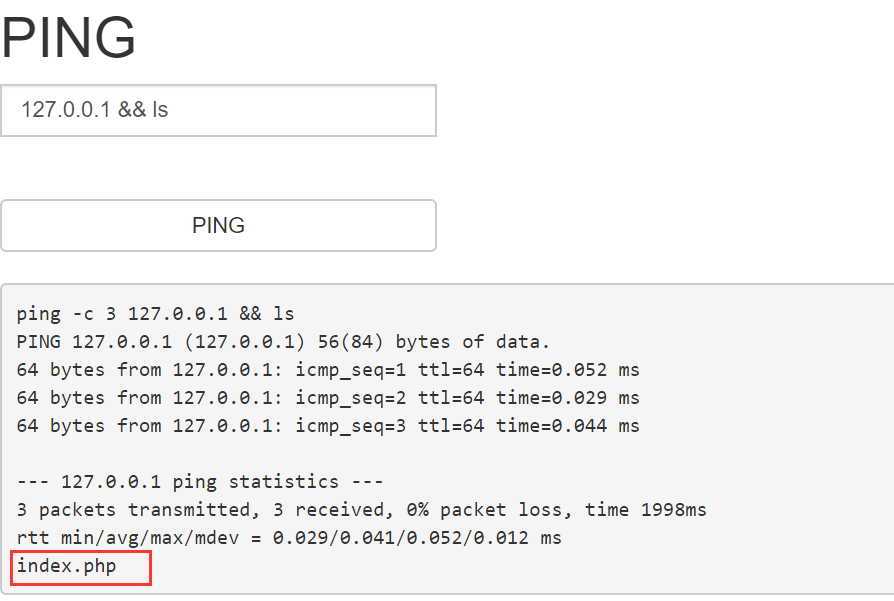 PING
127.0.0.1 && ls
PING
ping -c 3 127.0.0.1 && ls
PING 127.0.0.1 (127.0.0.1) 56(84) bytes of data.
64 bytes from 127.0.0.1: icmp_seq=1 ttl=64 time=0.052 ms
64 bytes from 127.0.0.1: icmp_seq=2 ttl=64 time=0.029 ms
64 bytes from 127.0.0.1: icmp_seq=3 ttl=64 time=0.044 ms
--- 127.0.0.1 ping statistics ---
3 packets transmitted, 3 received, 0% packet loss, time 1998ms
rtt min/avg/max/mdev = 0.029/0.041/0.052/0.012 ms
index.php